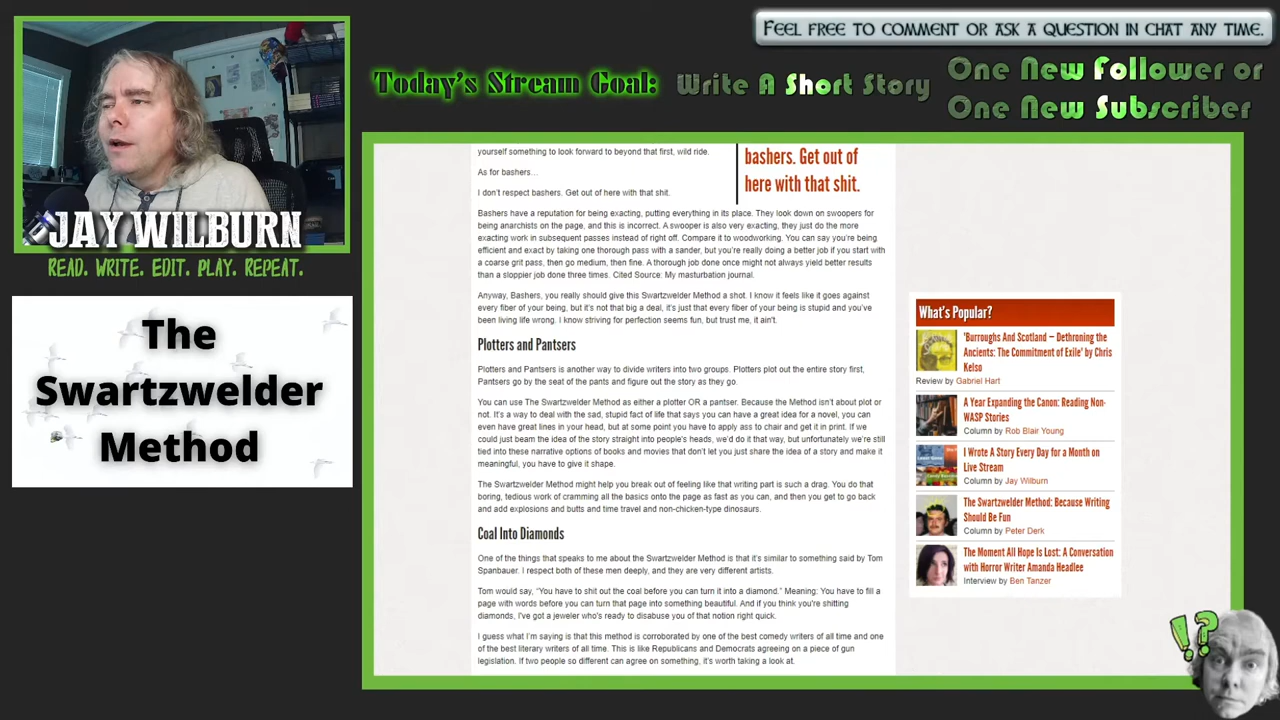 FEEL FREE TO COMMENT OR ASK A QUESTION IN CHAT ANY TIME.
Today's Stream Goal:
Write A Short Story
One New Follower or
One New Subscriber
JAY WILBURN
READ. WRITE. EDIT. PLAY. REPEAT.
The
Swartzwelder
Method
yourself something to look forward to beyond that first, wild ride.
As for bashers...
I don't respect bashers. Get out of here with that shit.
bashers. Get out of
here with that shit.
Bashers have a reputation for being exacting, putting everything in its place. They look down on swoopers for
being anarchists on the page, and this is incorrect. A swooper is also very exacting, they just do the more
exacting work in subsequent passes instead of right off. Compare it to woodworking. You can say you're being
efficient and exact by taking one thorough pass with a sander, but you're really doing a better job if you start with
a coarse grit pass, then go medium, then fine. A thorough job done once might not always yield better results
than a sloppier job done three times. Cited Source: My masturbation journal.
Anyway, Bashers, you really should give this Swartzwelder Method a shot. I know it feels like it goes against
every fiber of your being, but it's not that big a deal, it's just that every fiber of your being is stupid and you've
been living life wrong. I know striving for perfection seems fun, but trust me, it ain't.
Plotters and Pantsers
Plotters and Pantsers is another way to divide writers into two groups. Plotters plot out the entire story first,
Pantsers go by the seat of the pants and figure out the story as they go.
You can use The Swartzwelder Method as either a plotter OR a pantser. Because the Method isn't about plot or
not. It's a way to deal with the sad, stupid fact of life that says you can have a great idea for a novel, you can
even have great lines in your head, but at some point you have to apply ass to chair and get it in print. If we
could just beam the idea of the story straight into people's heads, we'd do it that way, but unfortunately we're still
tied into these narrative options of books and movies that don't let you just share the idea of a story and make it
meaningful, you have to give it shape.
The Swartzwelder Method might help you break out of feeling like that writing part is such a drag. You do that
boring, tedious work of cramming all the basics onto the page as fast as you can, and then you get to go back
and add explosions and butts and time travel and non-chicken-type dinosaurs.
Coal Into Diamonds
One of the things that speaks to me about the Swartzwelder Method is that it's similar to something said by Tom
Spanbauer. I respect both of these men deeply, and they are very different artists.
Tom would say, “You have to shit out the coal before you can turn it into a diamond.” Meaning: You have to fill a
page with words before you can turn that page into something beautiful. And if you think you're shitting
diamonds, I've got a jeweler who's ready to disabuse you of that notion right quick.
I guess what I'm saying is that this method is corroborated by one of the best comedy writers of all time and one
of the best literary writers of all time. This is like Republicans and Democrats agreeing on a piece of gun
legislation. If two people so different can agree on something, it's worth taking a look at.
What's Popular?
'Burroughs And Scotland – Dethroning the
Ancients: The Commitment of Exile' by Chris
Kelso
Review by Gabriel Hart
A Year Expanding the Canon: Reading Non-
WASP Stories
Column by Rob Blair Young
I Wrote A Story Every Day for a Month on
Live Stream
Column by Jay Wilburn
The Swartzwelder Method: Because Writing
Should Be Fun
Column by Peter Derk
The Moment All Hope Is Lost: A Conversation
with Horror Writer Amanda Headlee
Interview by Ben Tanzer
!?